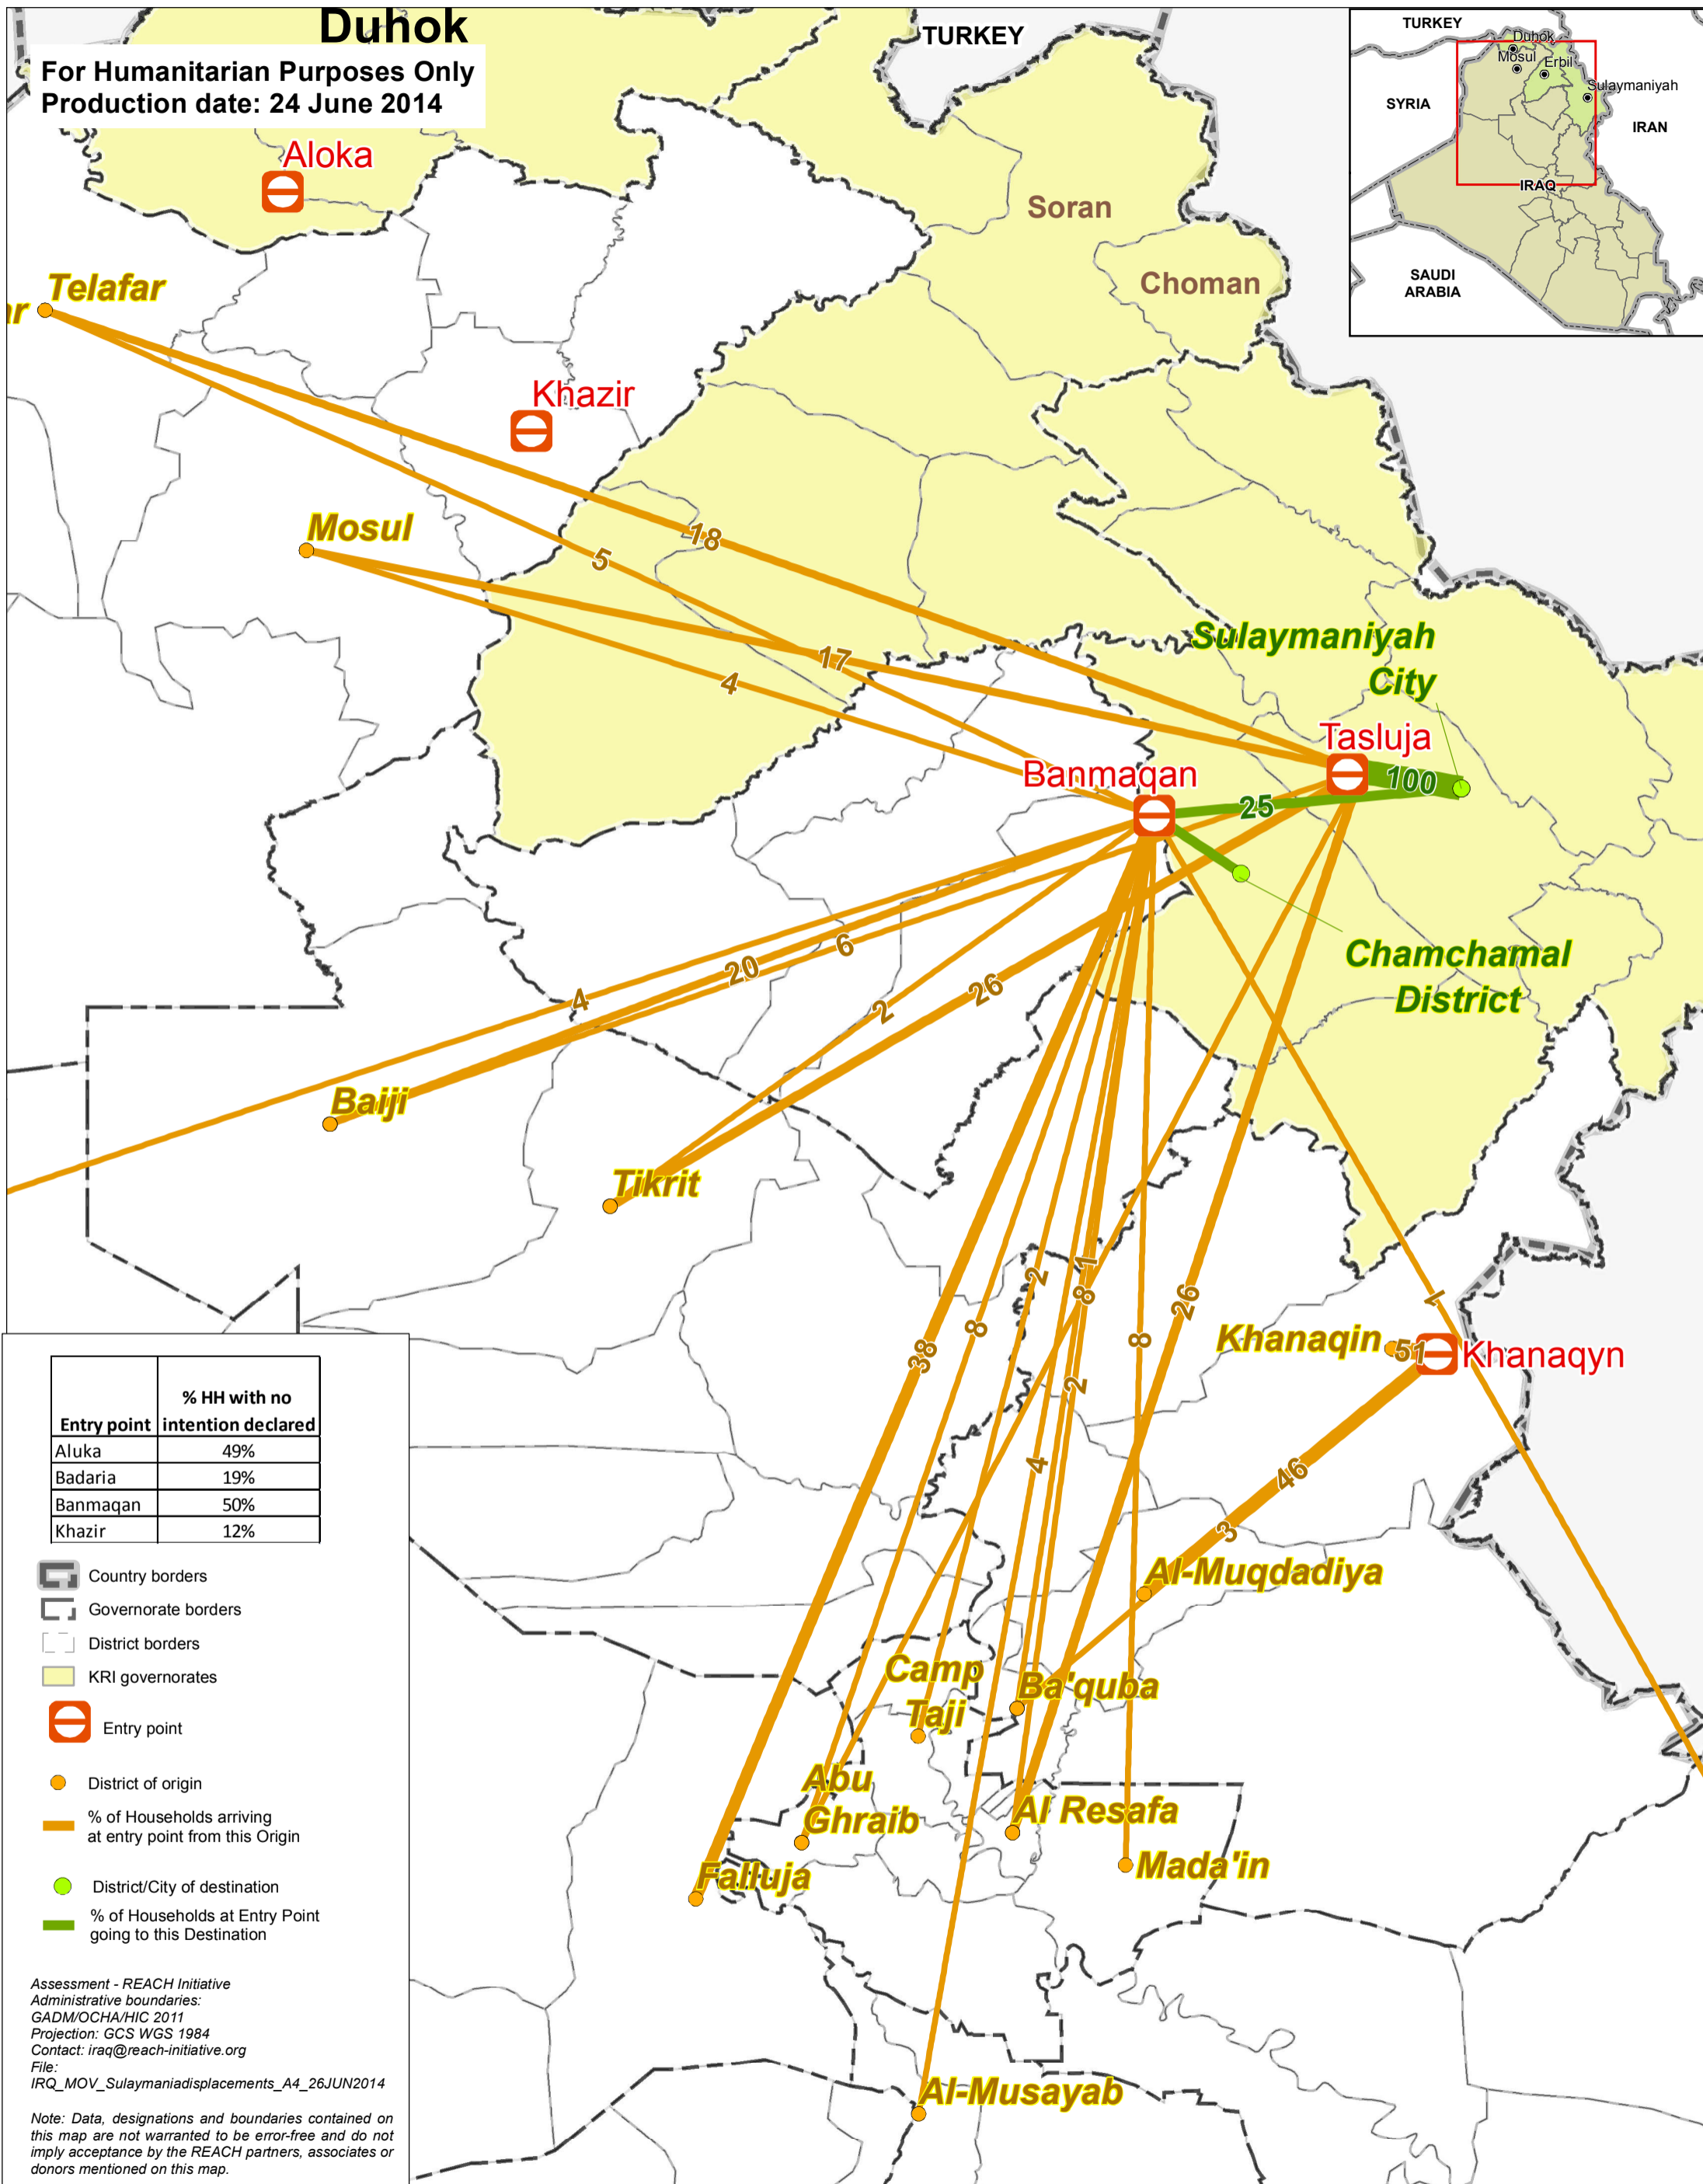 Duhok
For Humanitarian Purposes Only
Production date: 24 June 2014
TURKEY
TURKEY
Duhok
Mosul
Erbil
Sulaymaniyah
SYRIA
IRAN
IRAQ
SAUDI
ARABIA
Aloka
Soran
Choman
Telafar
ar
Khazir
Mosul
18
5
17
4
Sulaymaniyah
City
Tasluja
100
Banmaqan
25
Chamchamal
District
6
20
4
2
26
Baiji
Tikrit
1
2
8
8
38
8
26
1
2
4
Khanaqin
51
Khanaqyn
46
3
Al-Muqdadiya
Camp
Taji
Ba'quba
Abu
Ghraib
Al Resafa
Falluja
Mada'in
Al-Musayab
Entry point
% HH with no
intention declared
Aluka 49%
Badaria 19%
Banmaqan 50%
Khazir 12%
Country borders
Governorate borders
District borders
KRI governorates
Entry point
District of origin
% of Households arriving
at entry point from this Origin
District/City of destination
% of Households at Entry Point
going to this Destination
Assessment - REACH Initiative
Administrative boundaries:
GADM/OCHA/HIC 2011
Projection: GCS WGS 1984
Contact: iraq@reach-initiative.org
File:
IRQ_MOV_Sulaymaniadisplacements_A4_26JUN2014
Note: Data, designations and boundaries contained on
this map are not warranted to be error-free and do not
imply acceptance by the REACH partners, associates or
donors mentioned on this map.